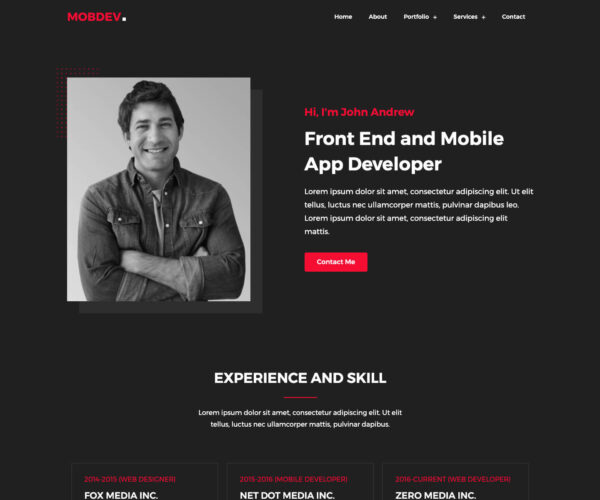 MOBDEV.
Home About Portfolio + Services + Contact
Hi, I'm John Andrew
Front End and Mobile
App Developer
Lorem ipsum dolor sit amet, consectetur adipiscing elit. Ut elit
tellus, luctus nec ullamcorper mattis, pulvinar dapibus leo.
Lorem ipsum dolor sit amet, consectetur adipiscing elit
mattis.
Contact Me
EXPERIENCE AND SKILL
Lorem ipsum dolor sit amet, consectetur adipiscing elit. Ut elit
tellus, luctus nec ullamcorper mattis, pulvinar dapibus.
2014-2015 (WEB DESIGNER)
FOX MEDIA INC.
2015-2016 (MOBILE DEVELOPER)
NET DOT MEDIA INC.
2016-CURRENT (WEB DEVELOPER)
ZERO MEDIA INC.